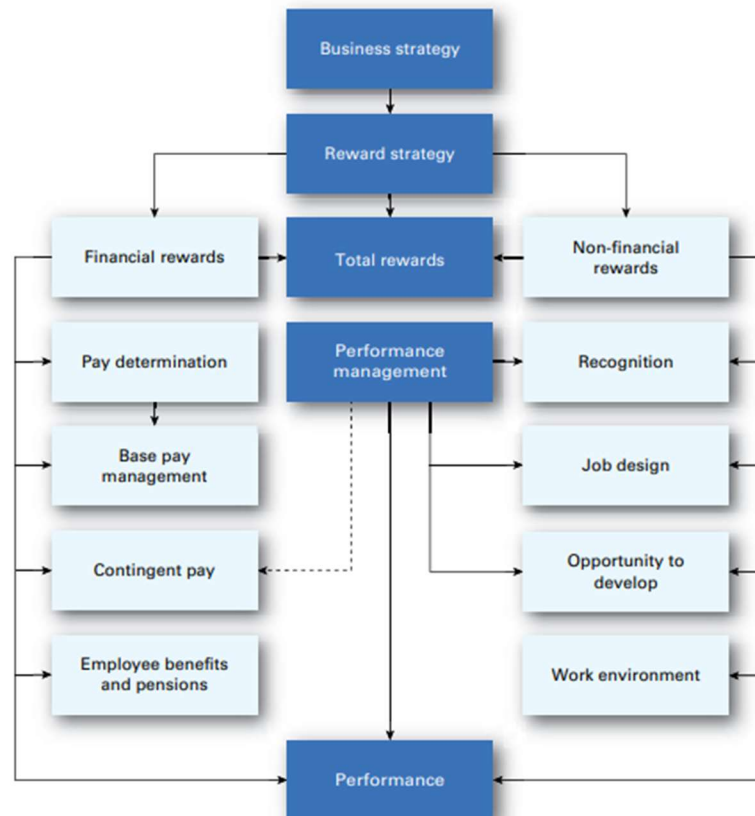 Business strategy
Reward strategy
Financial rewards
Total rewards
Non-financial
rewards
Pay determination
Performance
management
Recognition
Base pay
management
Job design
Contingent pay
Opportunity to
develop
Employee benefits
and pensions
Work environment
Performance